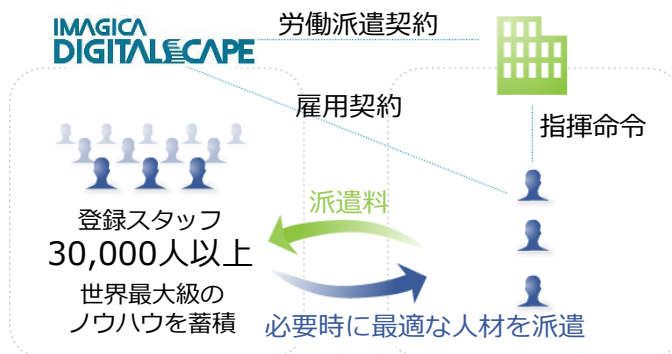 IMAGICA
DIGITALSCAPE
労働派遣契約
雇用契約
指揮命令
派遣料
登録スタッフ
30,000人以上
世界最大級の
ノウハウを蓄積
必要時に最適な人材を派遣